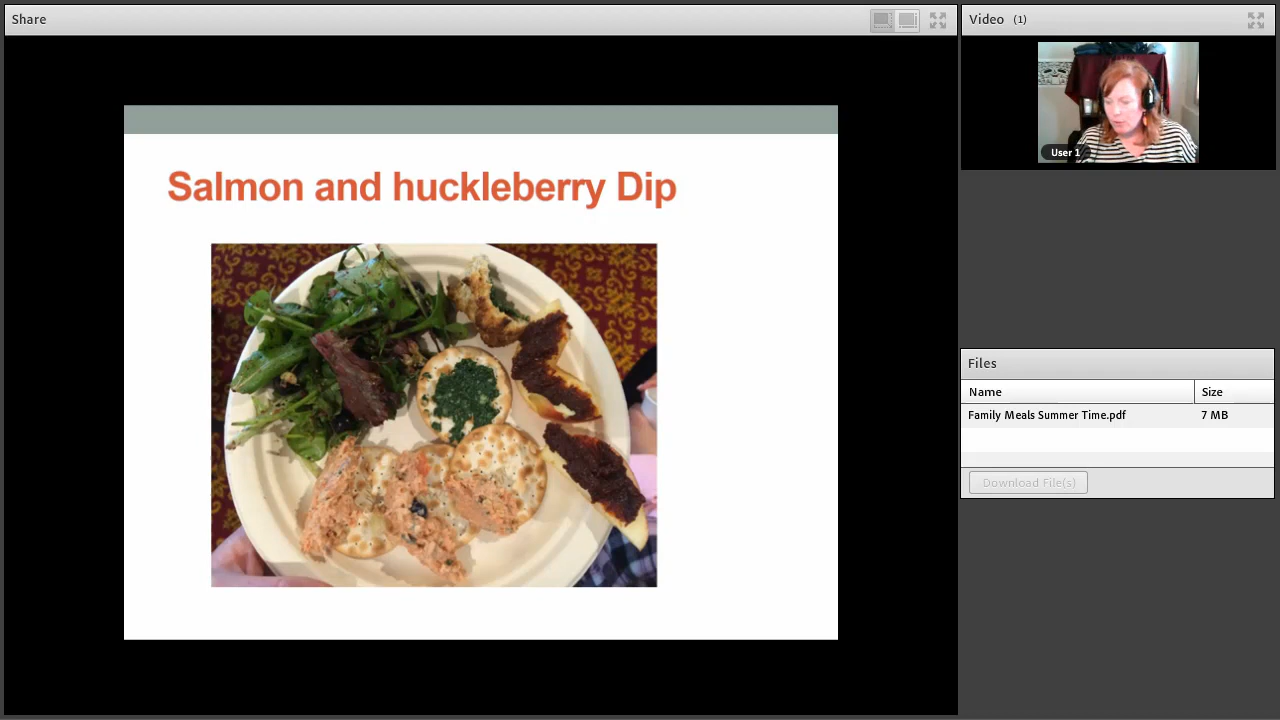 Share
Video (1)
Salmon and huckleberry Dip
User 1
Files
Name Size
Family Meals Summer Time.pdf 7 MB
Download File(s)